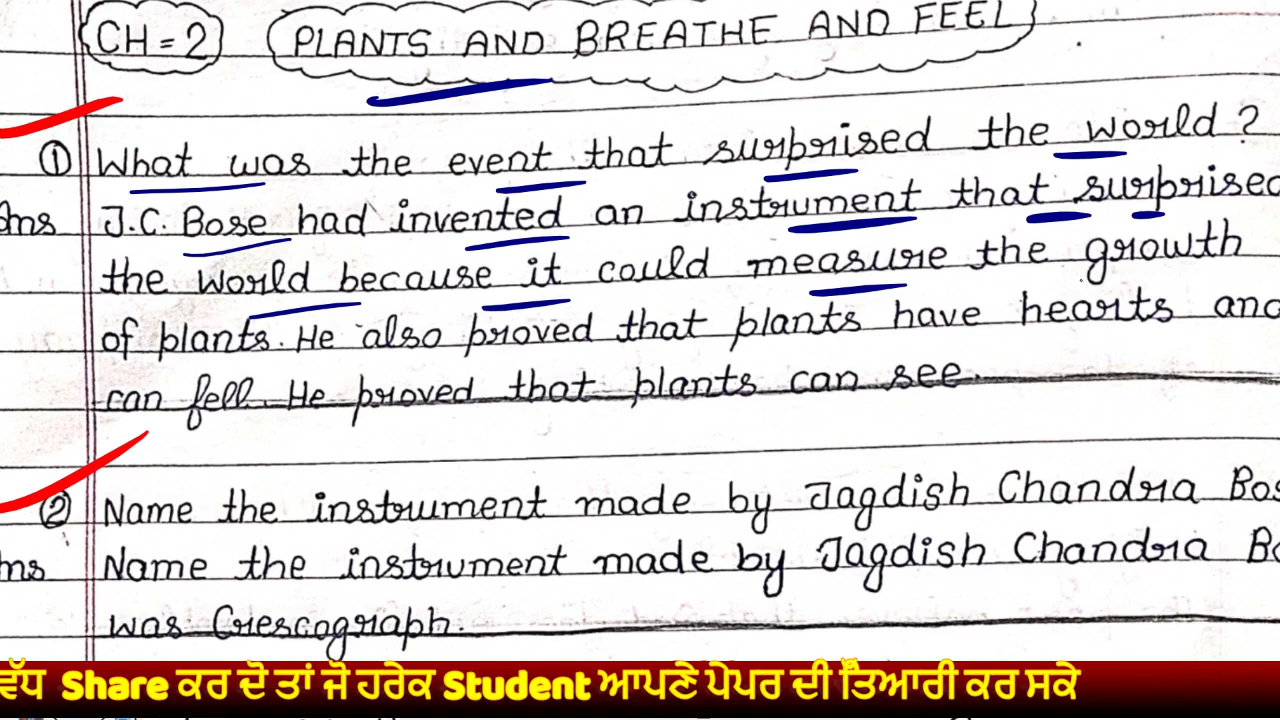 CH = 2 PLANTS AND BREATHE AND FEEL
① What was the event that surprised the world ?
Ans J.C. Bose had invented an instrument that surprised
the world because it could measure the growth
of plants. He also proved that plants have hearts and
can fell. He proved that plants can see.
② Name the instrument made by Jagdish Chandra Bos
Ans Name the instrument made by Jagdish Chandra Bo
was Crescograph.
ਵੱਧ Share ਕਰ ਦੋ ਤਾਂ ਜੋ ਹਰੇਕ Student ਆਪਣੇ ਪੇਪਰ ਦੀ ਤਿਆਰੀ ਕਰ ਸਕੇ